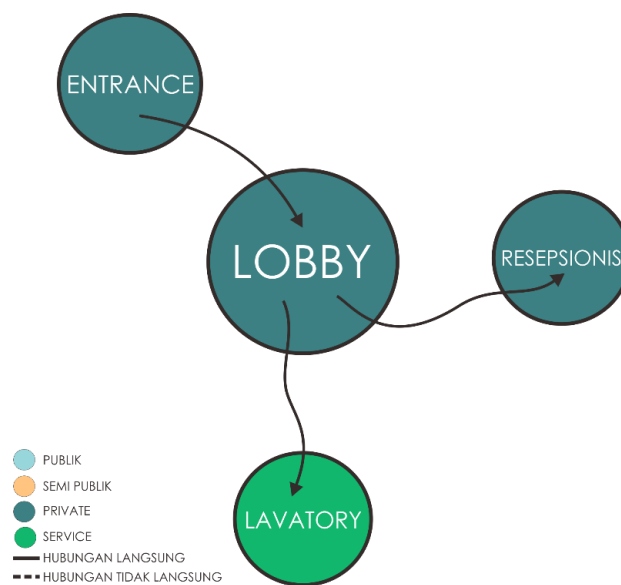 ENTRANCE
LOBBY
RESEPSIONIS
LAVATORY
PUBLIK
SEMI PUBLIK
PRIVATE
SERVICE
HUBUNGAN LANGSUNG
HUBUNGAN TIDAK LANGSUNG